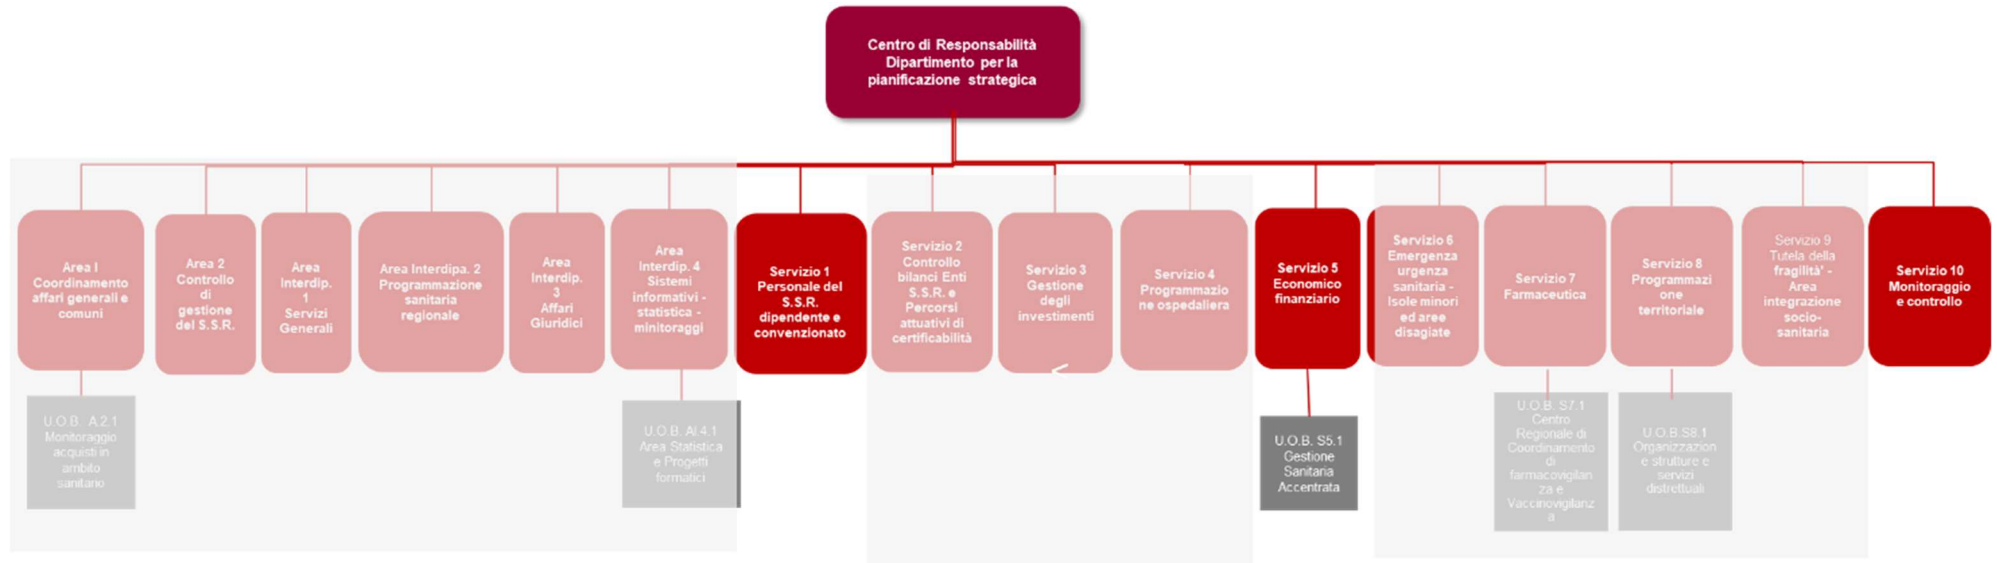 Centro di Responsabilità
Dipartimento per la
pianificazione strategica
Area I
Coordinamento
affari generali e
comuni
Area 2
Controllo
di
gestione
del S.S.R.
Area
Interdip.
1
Servizi
Generali
Area Interdipa. 2
Programmazione
sanitaria
regionale
Area
Interdip.
3
Affari
Giuridici
Area
Interdip. 4
Sistemi
informativi -
statistica -
minitoraggi
Servizio 1
Personale del
S.S.R.
dipendente e
convenzionato
Servizio 2
Controllo
bilanci Enti
S.S.R. e
Percorsi
attuativi di
certificabilità
Servizio 3
Gestione
degli
investimenti
Servizio 4
Programmazio
ne ospedaliera
Servizio 5
Economico
finanziario
Servizio 6
Emergenza
urgenza
sanitaria -
Isole minori
ed aree
disagiate
Servizio 7
Farmaceutica
Servizio 8
Programmazi
one
territoriale
Servizio 9
Tutela della
fragilità' -
Area
integrazione
socio-
sanitaria
Servizio 10
Monitoraggio
e controllo
U.O.B. A.2.1
Monitoraggio
acquisti in
ambito
sanitario
U.O.B. AI.4.1
Area Statistica
e Progetti
formatici
U.O.B. S5.1
Gestione
Sanitaria
Accentrata
U.O.B. S7.1
Centro
Regionale di
Coordinamento
di
farmacovigilan
za e
Vaccinovigilanz
a
U.O.B.S8.1
Organizzazion
e strutture e
servizi
distrettuali